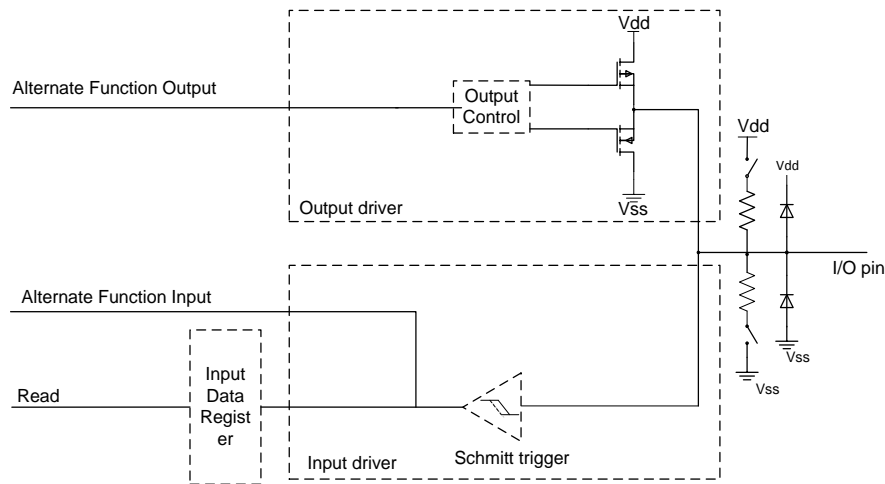 Vdd
Alternate Function Output
Output
Control
Vdd
Vdd
Output driver
Vss
I/O pin
Alternate Function Input
Vss
Input
Data
Regist
er
Read
Vss
Input driver
Schmitt trigger